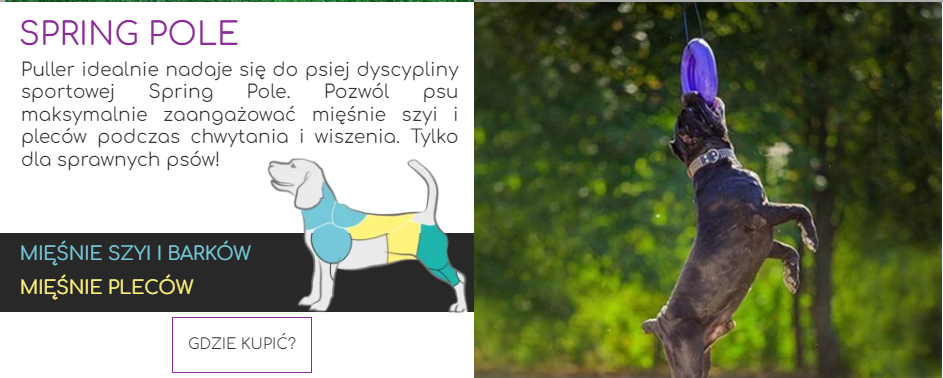 SPRING POLE
Puller idealnie nadaje się do psiej dyscypliny
sportowej Spring Pole. Pozwól psu
maksymalnie zaangażować mięśnie szyi i
pleców podczas chwytania i wiszenia. Tylko
dla sprawnych psów!
MIĘŚNIE SZYI I BARKÓW
MIĘŚNIE PLECÓW
GDZIE KUPIĆ?